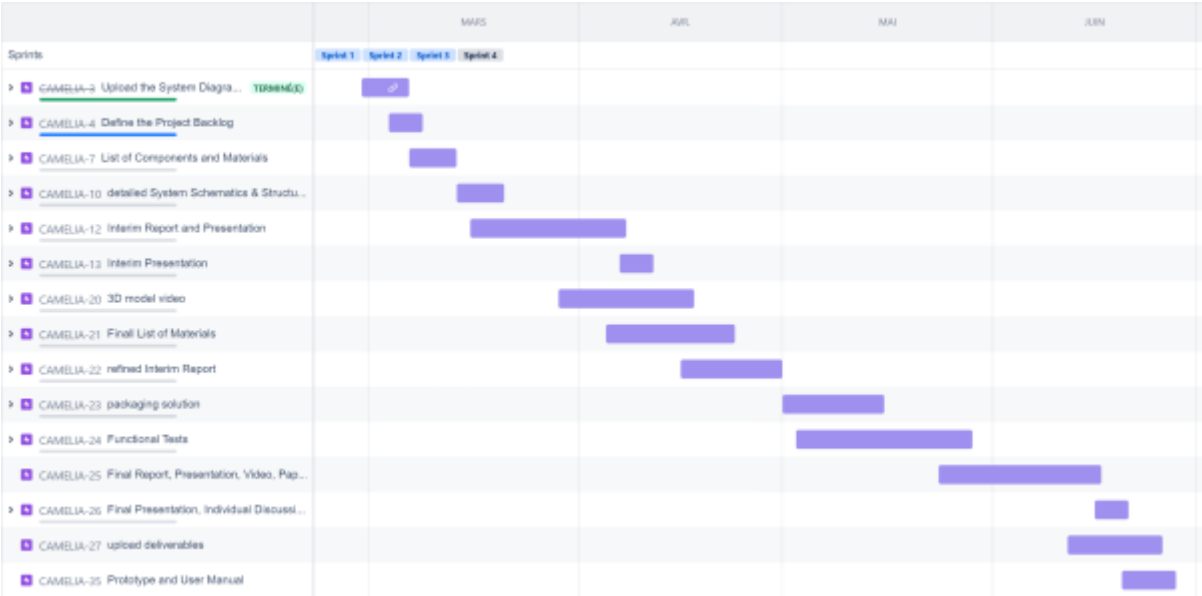 MARS AVRIL MAI JUIN
Sprints Sprint 1 Sprint 2 Sprint 3 Sprint 4
CAMELIA-3 Upload the System Diagra... TERMINÉ(E)
CAMELIA-4 Define the Project Backlog
CAMELIA-7 List of Components and Materials
CAMELIA-10 detailed System Schematics & Structu...
CAMELIA-12 Interim Report and Presentation
CAMELIA-13 Interim Presentation
CAMELIA-20 3D model video
CAMELIA-21 Finall List of Materials
CAMELIA-22 refined Interim Report
CAMELIA-23 packaging solution
CAMELIA-24 Functional Tests
CAMELIA-25 Final Report, Presentation, Video, Pap...
CAMELIA-26 Final Presentation, Individual Discussi...
CAMELIA-27 upload deliverables
CAMELIA-35 Prototype and User Manual